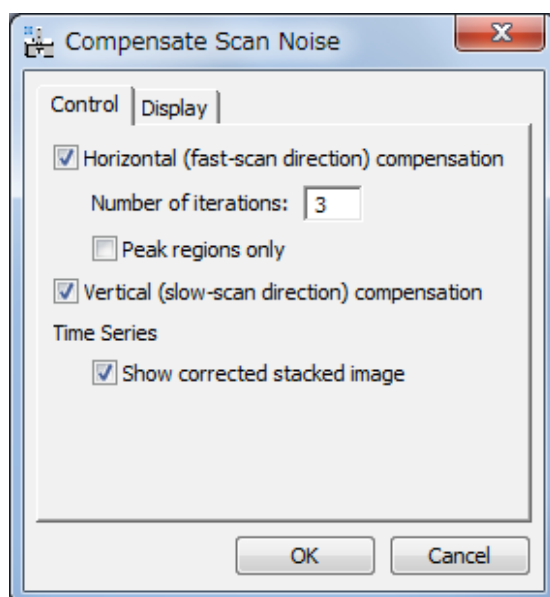 Compensate Scan Noise
Control Display
Horizontal (fast-scan direction) compensation
Number of iterations: 3
Peak regions only
Vertical (slow-scan direction) compensation
Time Series
Show corrected stacked image
OK Cancel